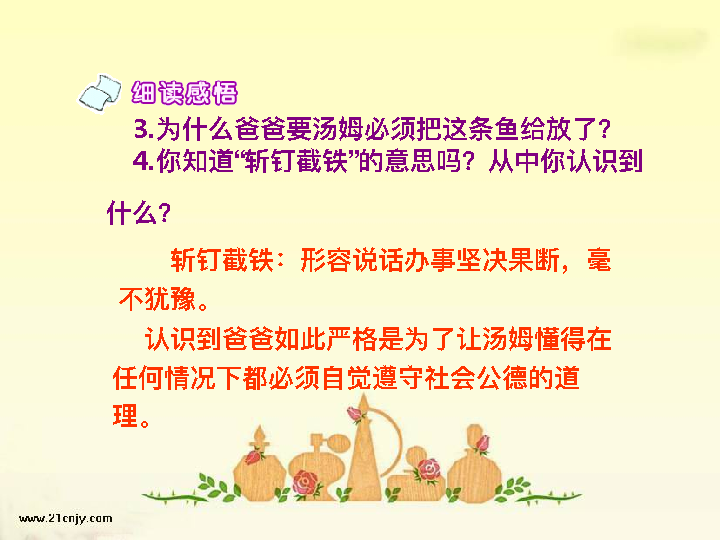 细读感悟
3.为什么爸爸要汤姆必须把这条鱼给放了？
4.你知道“斩钉截铁”的意思吗？从中你认识到
什么？
斩钉截铁：形容说话办事坚决果断，毫
不犹豫。
认识到爸爸如此严格是为了让汤姆懂得在
任何情况下都必须自觉遵守社会公德的道
理。
www.21cnjy.com